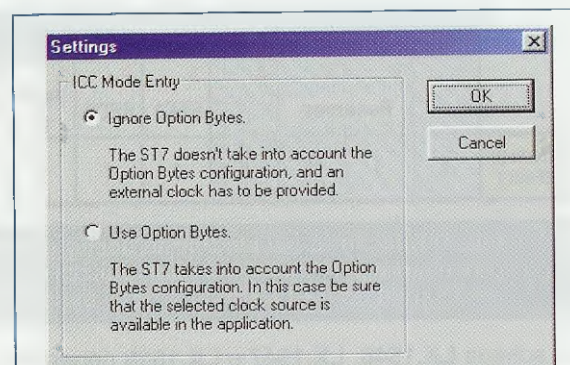 Settings
ICC Mode Entry
Ignore Option Bytes.
The ST7 doesn't take into account the
Option Bytes configuration, and an
external clock has to be provided.
Use Option Bytes.
The ST7 takes into account the Option
Bytes configuration. In this case be sure
that the selected clock source is
available in the application.
OK
Cancel